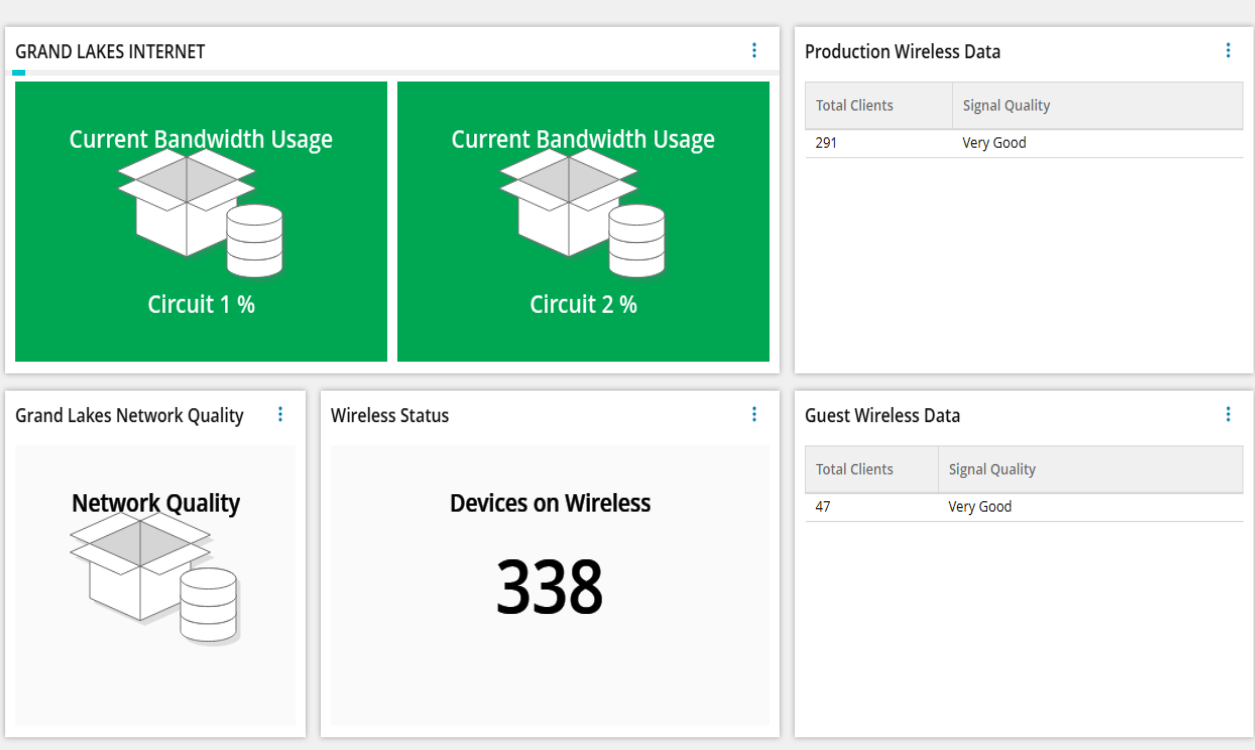 GRAND LAKES INTERNET
Current Bandwidth Usage
Circuit 1 %
Current Bandwidth Usage
Circuit 2 %
Production Wireless Data
Total Clients Signal Quality
291 Very Good
Grand Lakes Network Quality
Network Quality
Wireless Status
Devices on Wireless
338
Guest Wireless Data
Total Clients Signal Quality
47 Very Good